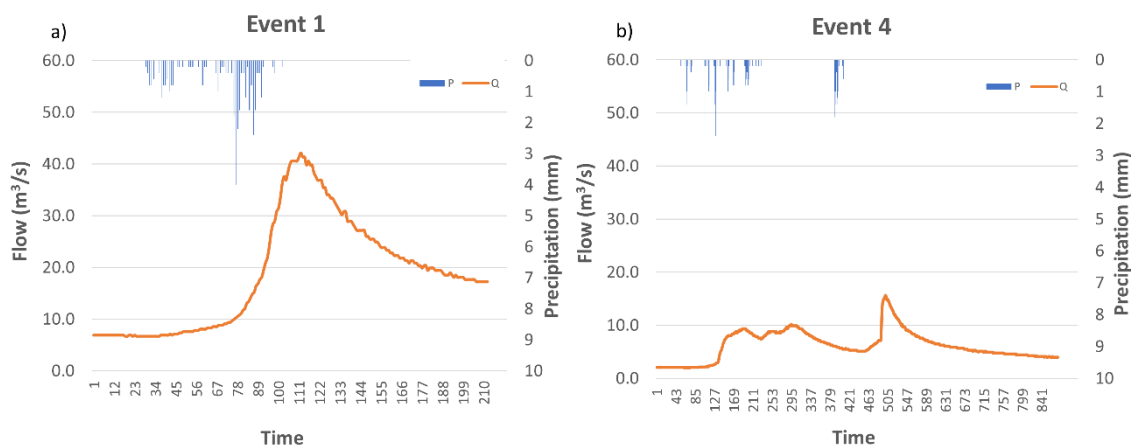 a)
Event 1
60.0
50.0
40.0
30.0
20.0
10.0
0.0
Flow (m³/s)
0
1
2
3
4
5
6
7
8
9
10
Precipitation (mm)
P Q
1 12 23 34 45 56 67 78 89 100 111 122 133 144 155 166 177 188 199 210
Time
b)
Event 4
60.0
50.0
40.0
30.0
20.0
10.0
0.0
Flow (m³/s)
0
1
2
3
4
5
6
7
8
9
10
Precipitation (mm)
P Q
1 43 85 127 169 211 253 295 337 379 421 463 505 547 589 631 673 715 757 799 841
Time